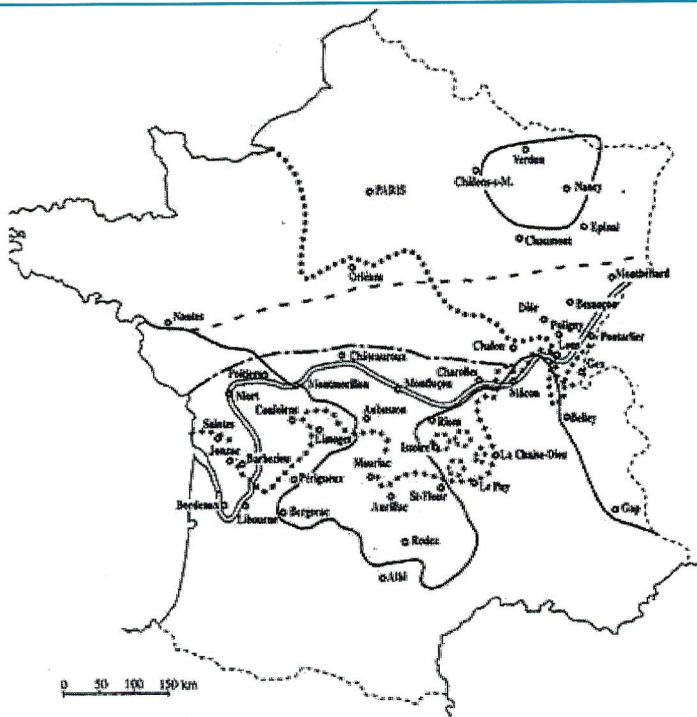 Verdun
Châlons-s-M.
PARIS
Nancy
Epinal
Chaumont
Orléans
Montbéliard
Besançon
Dôle
Nantes
Poligny
Pontarlier
Chalon
Lons
Châteauroux
Gex
Charolles
Poitiers
Mâcon
Montmorillon
Montluçon
Niort
Confolens
Aubusson
Riom
Belley
Saintes
Limoges
Issoire
Jonzac
Barbezieux
La Chaise-Dieu
Mauriac
Périgueux
Le Puy
St-Flour
Aurillac
Bordeaux
Libourne
Bergerac
Gap
Rodez
Albi
0 50 100 150 km